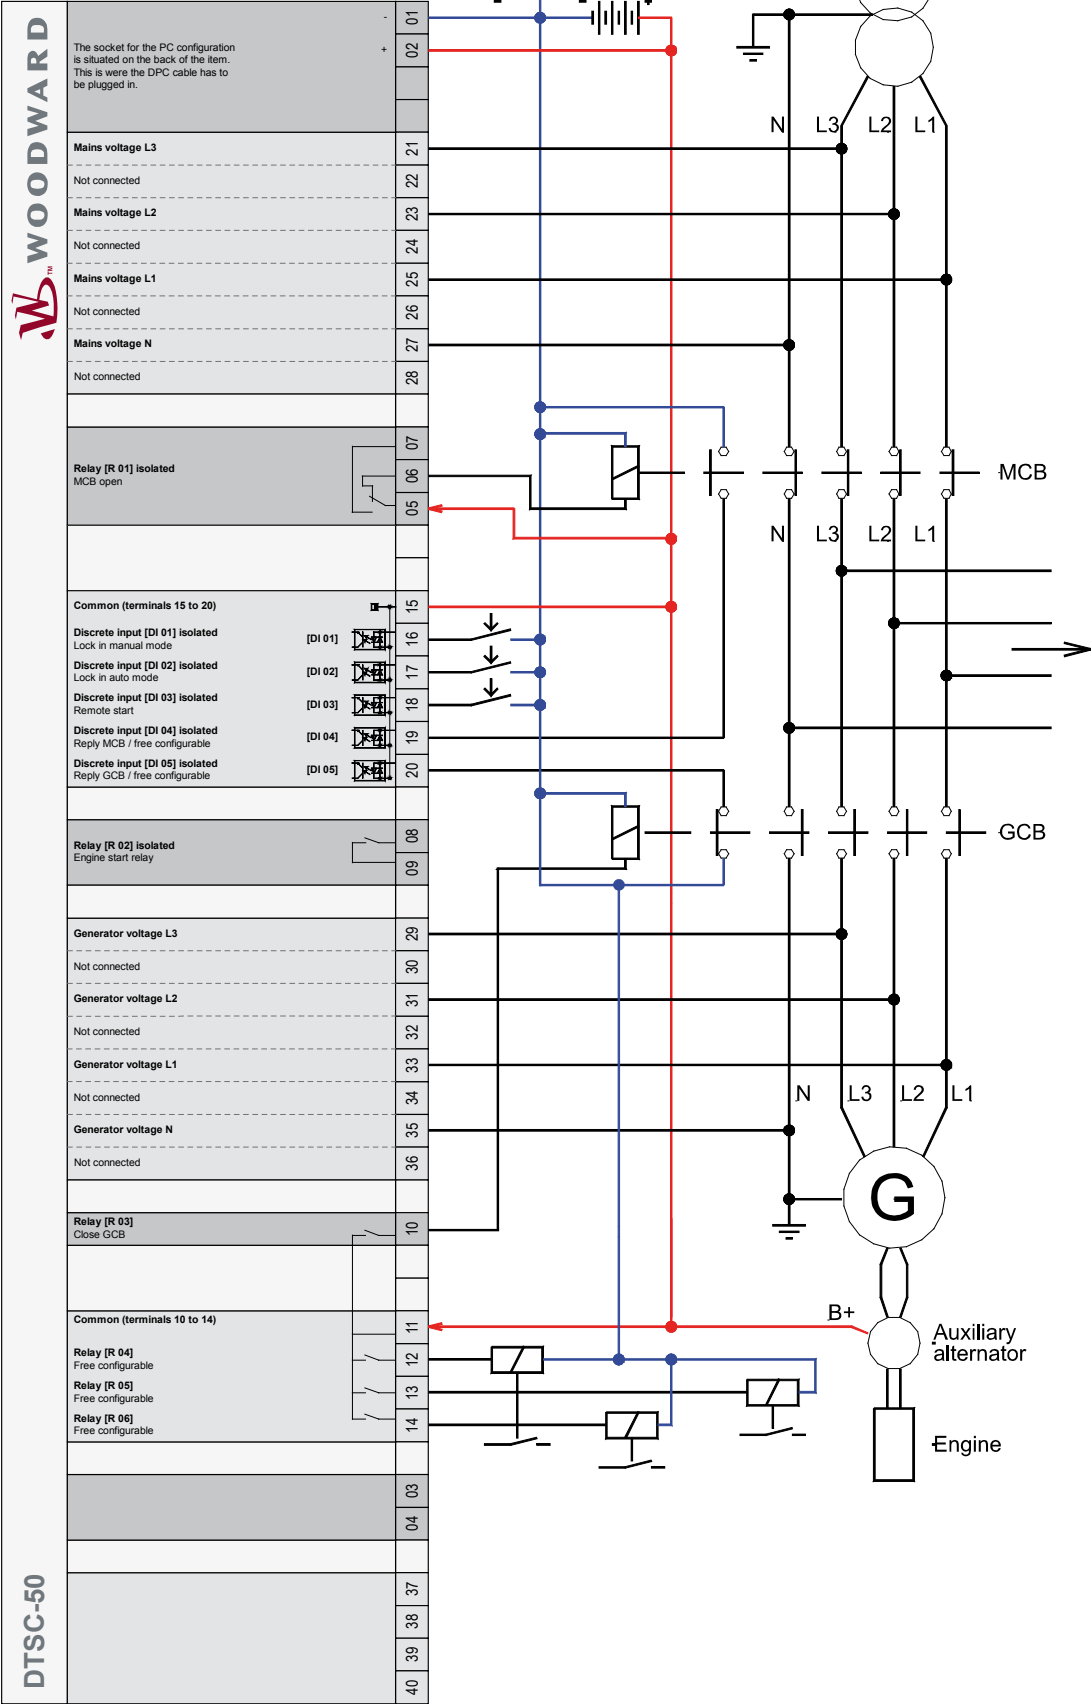 WOODWARD
™
DTSC-50
The socket for the PC configuration
is situated on the back of the item.
This is were the DPC cable has to
be plugged in.
- 01
+ 02
Mains voltage L3 21
Not connected 22
Mains voltage L2 23
Not connected 24
Mains voltage L1 25
Not connected 26
Mains voltage N 27
Not connected 28
07
Relay [R 01] isolated
MCB open
06
05
Common (terminals 15 to 20) 15
Discrete input [DI 01] isolated
Lock in manual mode
[DI 01] 16
Discrete input [DI 02] isolated
Lock in auto mode
[DI 02] 17
Discrete input [DI 03] isolated
Remote start
[DI 03] 18
Discrete input [DI 04] isolated
Reply MCB / free configurable
[DI 04] 19
Discrete input [DI 05] isolated
Reply GCB / free configurable
[DI 05] 20
Relay [R 02] isolated
Engine start relay
08
09
Generator voltage L3 29
Not connected 30
Generator voltage L2 31
Not connected 32
Generator voltage L1 33
Not connected 34
Generator voltage N 35
Not connected 36
Relay [R 03]
Close GCB
10
Common (terminals 10 to 14) 11
Relay [R 04]
Free configurable
12
Relay [R 05]
Free configurable
13
Relay [R 06]
Free configurable
14
03
04
37
38
39
40
N L3 L2 L1
MCB
N L3 L2 L1
GCB
N L3 L2 L1
G
B+
Auxiliary
alternator
Engine